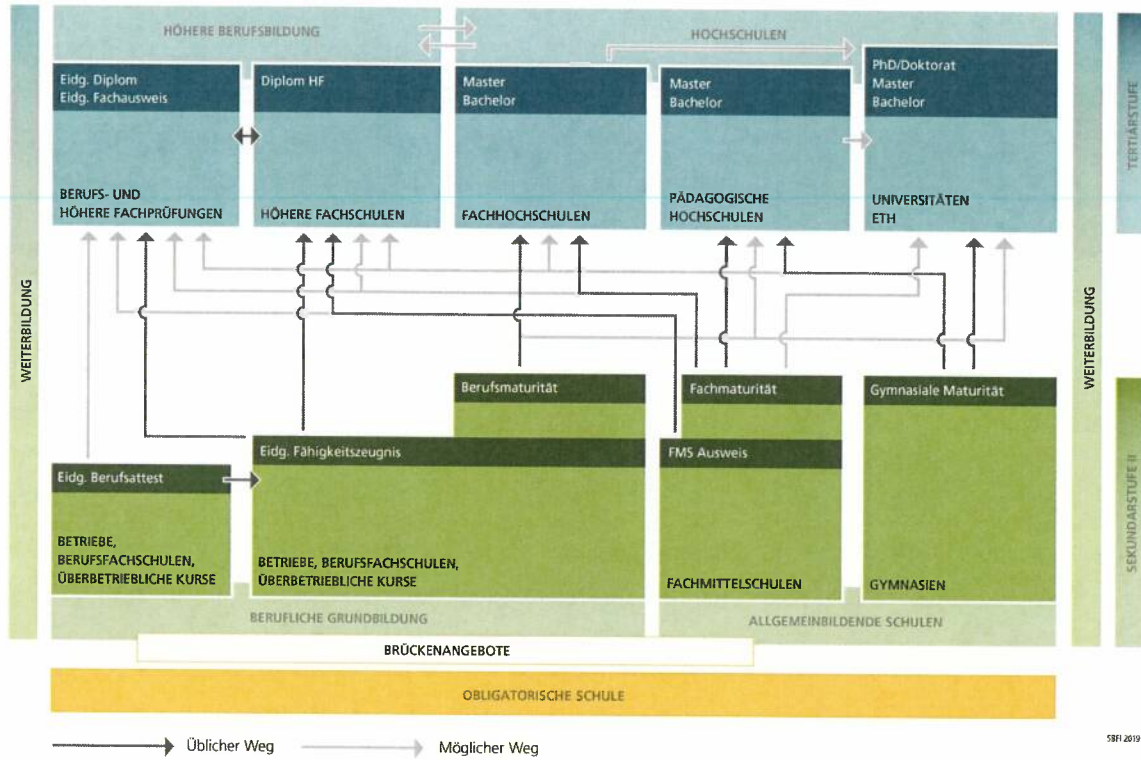 HÖHERE BERUFSBILDUNG
HOCHSCHULEN
Eidg. Diplom
Eidg. Fachausweis
Diplom HF
Master
Bachelor
Master
Bachelor
PhD/Doktorat
Master
Bachelor
BERUFS- UND
HÖHERE FACHPRÜFUNGEN
HÖHERE FACHSCHULEN
FACHHOCHSCHULEN
PÄDAGOGISCHE
HOCHSCHULEN
UNIVERSITÄTEN
ETH
TERTIÄRSTUFE
WEITERBILDUNG
WEITERBILDUNG
Berufsmaturität
Fachmaturität
Gymnasiale Maturität
Eidg. Fähigkeitszeugnis
FMS Ausweis
Eidg. Berufsattest
SEKUNDARSTUFE II
BETRIEBE,
BERUFSFACHSCHULEN,
ÜBERBETRIEBLICHE KURSE
BETRIEBE, BERUFSFACHSCHULEN,
ÜBERBETRIEBLICHE KURSE
FACHMITTELSCHULEN
GYMNASIEN
BERUFLICHE GRUNDBILDUNG
ALLGEMEINBILDENDE SCHULEN
BRÜCKENANGEBOTE
OBLIGATORISCHE SCHULE
Üblicher Weg
Möglicher Weg
SBFI 2019